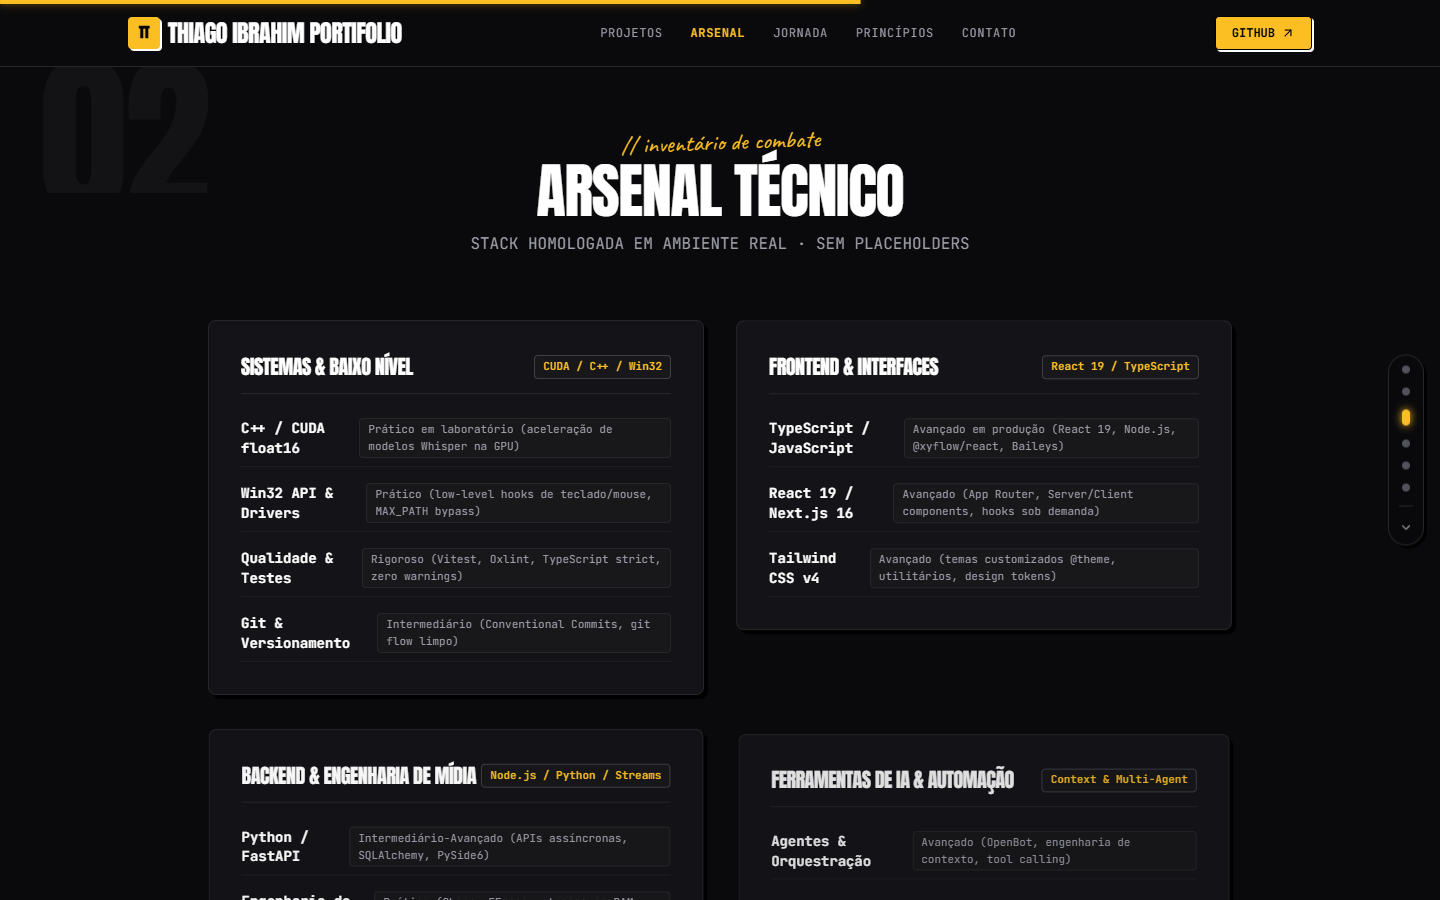 π THIAGO IBRAHIM PORTIFOLIO
PROJETOS ARSENAL JORNADA PRINCÍPIOS CONTATO
GITHUB ↗
02
// inventário de combate
ARSENAL TÉCNICO
STACK HOMOLOGADA EM AMBIENTE REAL · SEM PLACEHOLDERS
SISTEMAS & BAIXO NÍVEL
CUDA / C++ / Win32
C++ / CUDA
float16
Prático em laboratório (aceleração de
modelos Whisper na GPU)
Win32 API &
Drivers
Prático (low-level hooks de teclado/mouse,
MAX_PATH bypass)
Qualidade &
Testes
Rigoroso (Vitest, Oxlint, TypeScript strict,
zero warnings)
Git &
Versionamento
Intermediário (Conventional Commits, git
flow limpo)
FRONTEND & INTERFACES
React 19 / TypeScript
TypeScript /
JavaScript
Avançado em produção (React 19, Node.js,
@xyflow/react, Baileys)
React 19 /
Next.js 16
Avançado (App Router, Server/Client
components, hooks sob demanda)
Tailwind
CSS v4
Avançado (temas customizados @theme,
utilitários, design tokens)
BACKEND & ENGENHARIA DE MÍDIA
Node.js / Python / Streams
Python /
FastAPI
Intermediário-Avançado (APIs assíncronas,
SQLAlchemy, PySide6)
FERRAMENTAS DE IA & AUTOMAÇÃO
Context & Multi-Agent
Agentes &
Orquestração
Avançado (OpenBot, engenharia de
contexto, tool calling)